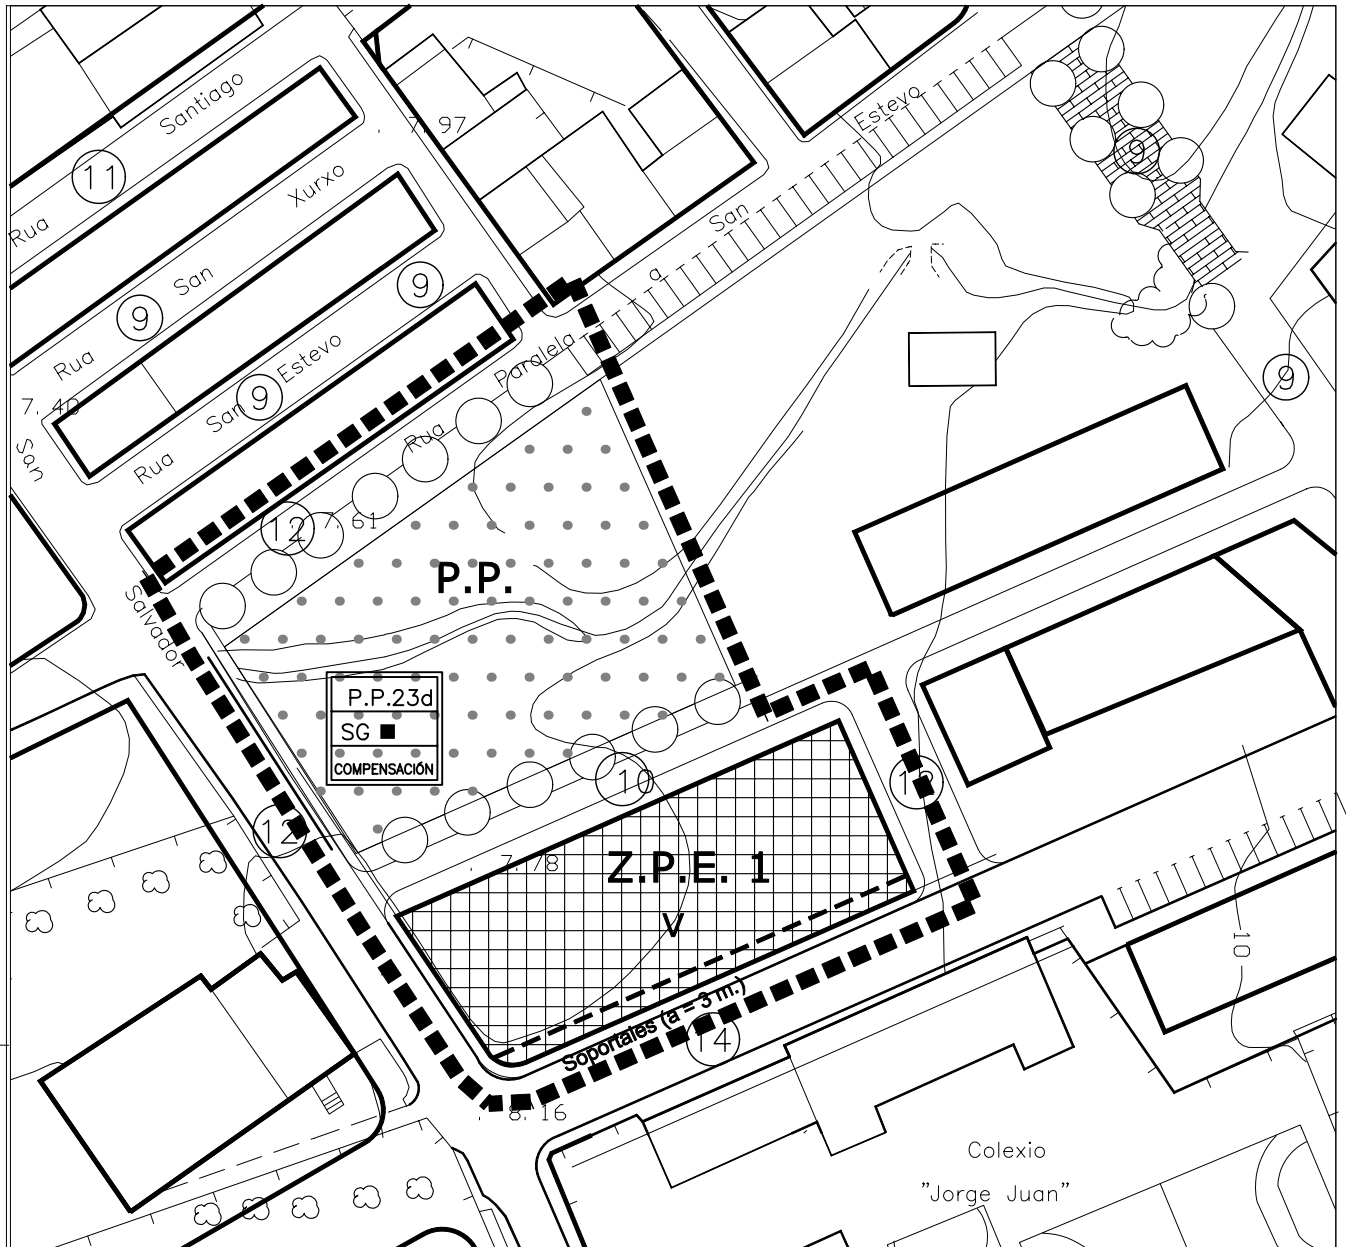 Rua Santiago
11
7.97
Rua San Xurxo
9
9
Rua San Estevo
9
Rua Paralela a San Estevo
9
9
7.40
San Salvador
12
7.61
P.P.
P.P.23d
SG ■
COMPENSACIÓN
10
12
12
7.78
Z.P.E. 1
V
Soportales (a = 3 m.)
14
8.16
10
Colexio
"Jorge Juan"